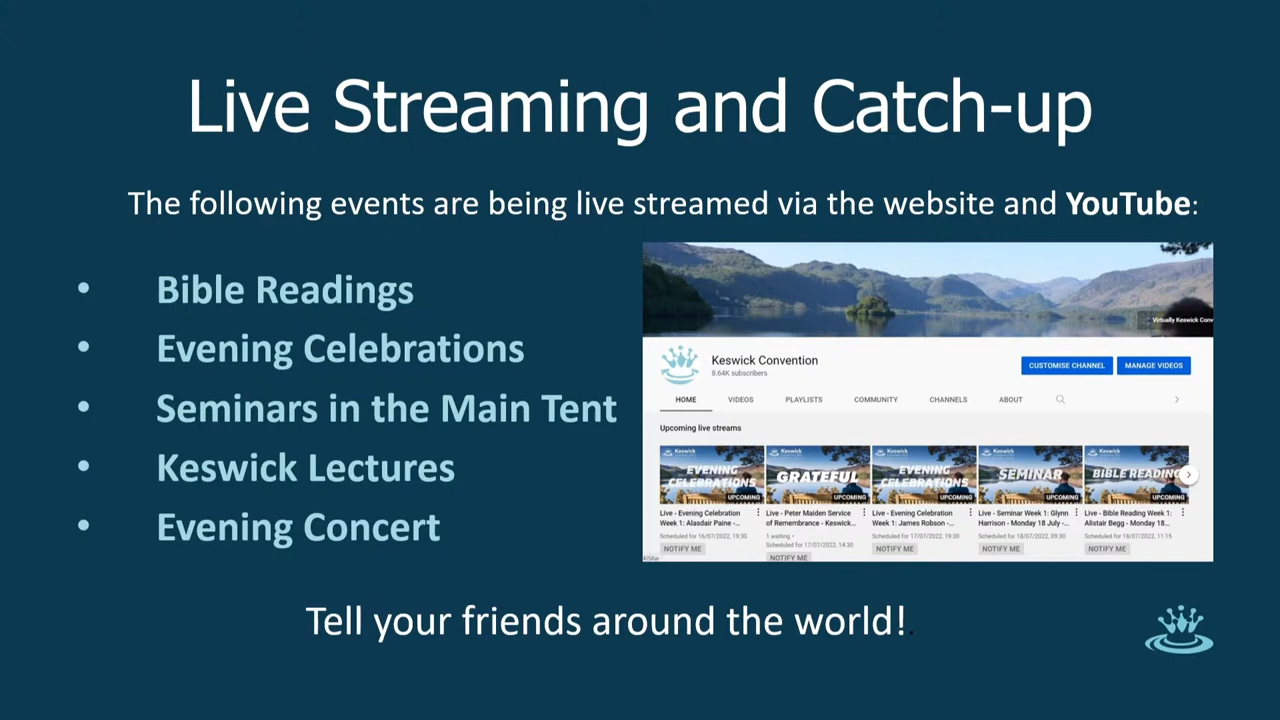 Live Streaming and Catch-up
The following events are being live streamed via the website and YouTube:
• Bible Readings
• Evening Celebrations
• Seminars in the Main Tent
• Keswick Lectures
• Evening Concert
Virtually Keswick Conv
Keswick Convention
8.64K subscribers
CUSTOMISE CHANNEL MANAGE VIDEOS
HOME VIDEOS PLAYLISTS COMMUNITY CHANNELS ABOUT
Upcoming live streams
Keswick Keswick Keswick Keswick Keswick
EVENING CELEBRATIONS GRATEFUL EVENING CELEBRATIONS SEMINAR BIBLE READING
UPCOMING UPCOMING UPCOMING UPCOMING UPCOMING
Live - Evening Celebration Live - Peter Maiden Service Live - Evening Celebration Live - Seminar Week 1: Glynn Live - Bible Reading Week 1:
Week 1: Alasdair Paine -... of Remembrance - Keswick... Week 1: James Robson -... Harrison - Monday 18 July -... Alistair Begg - Monday 18...
Scheduled for 16/07/2022, 19:30 1 waiting • Scheduled for 17/07/2022, 19:30 Scheduled for 18/07/2022, 09:30 Scheduled for 18/07/2022, 11:15
Scheduled for 17/07/2022, 14:30
NOTIFY ME NOTIFY ME NOTIFY ME NOTIFY ME NOTIFY ME
Tell your friends around the world!.